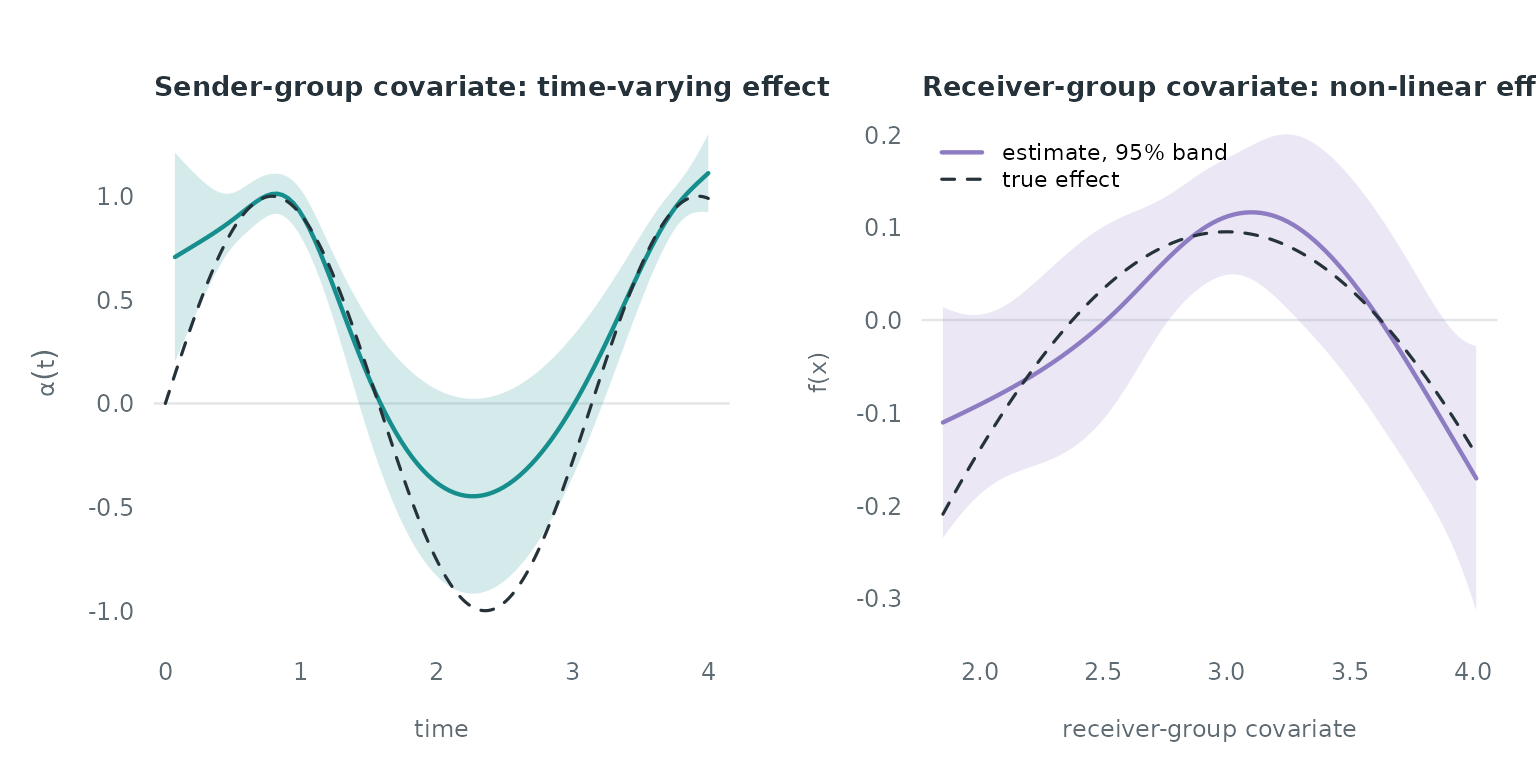 Sender-group covariate: time-varying effect
α(t)
1.0
0.5
0.0
-0.5
-1.0
0 1 2 3 4
time
Receiver-group covariate: non-linear eff
estimate, 95% band
true effect
f(x)
0.2
0.1
0.0
-0.1
-0.2
-0.3
2.0 2.5 3.0 3.5 4.0
receiver-group covariate